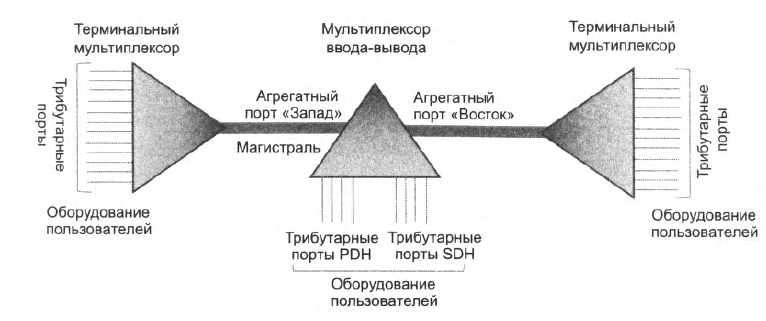 Терминальный
мультиплексор
Трибутарные
порты
Оборудование
пользователей
Мультиплексор
ввода-вывода
Агрегатный
порт «Запад»
Магистраль
Агрегатный
порт «Восток»
Трибутарные
порты PDH
Трибутарные
порты SDH
Оборудование
пользователей
Терминальный
мультиплексор
Трибутарные
порты
Оборудование
пользователей